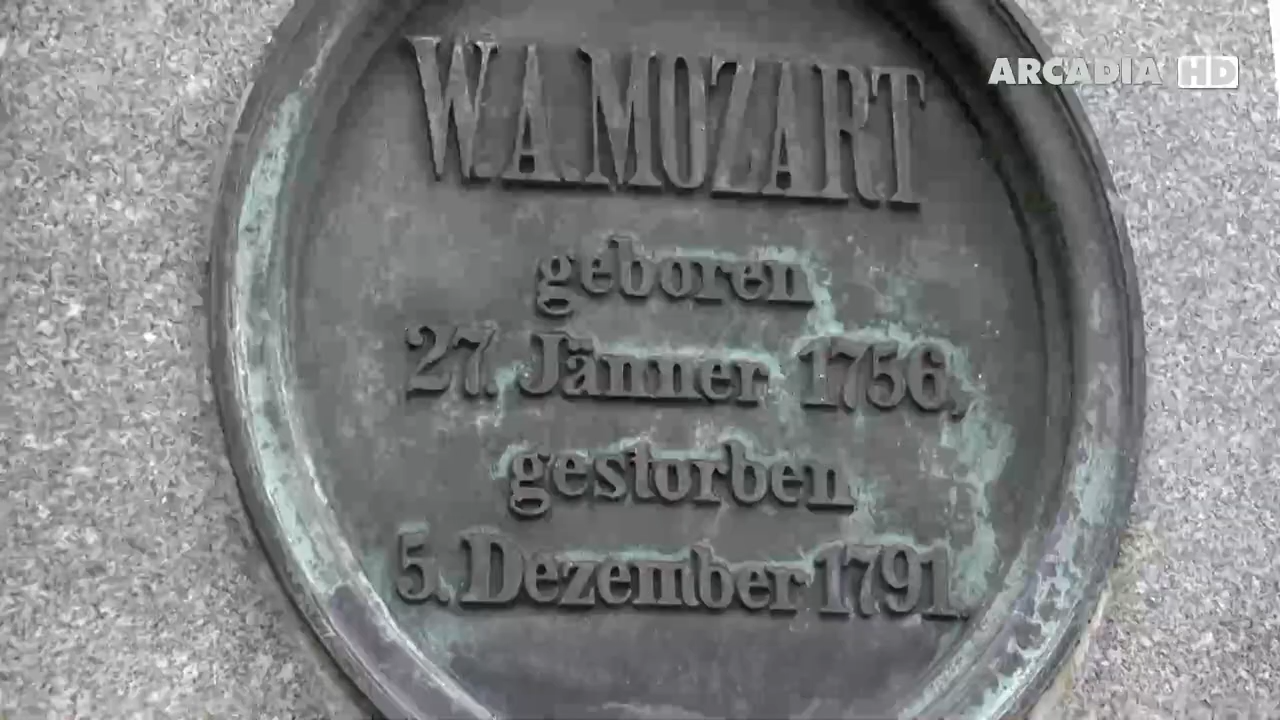 ARCADIA HD
W.A.MOZART
geboren
27. Jänner 1756,
gestorben
5. Dezember 1791.